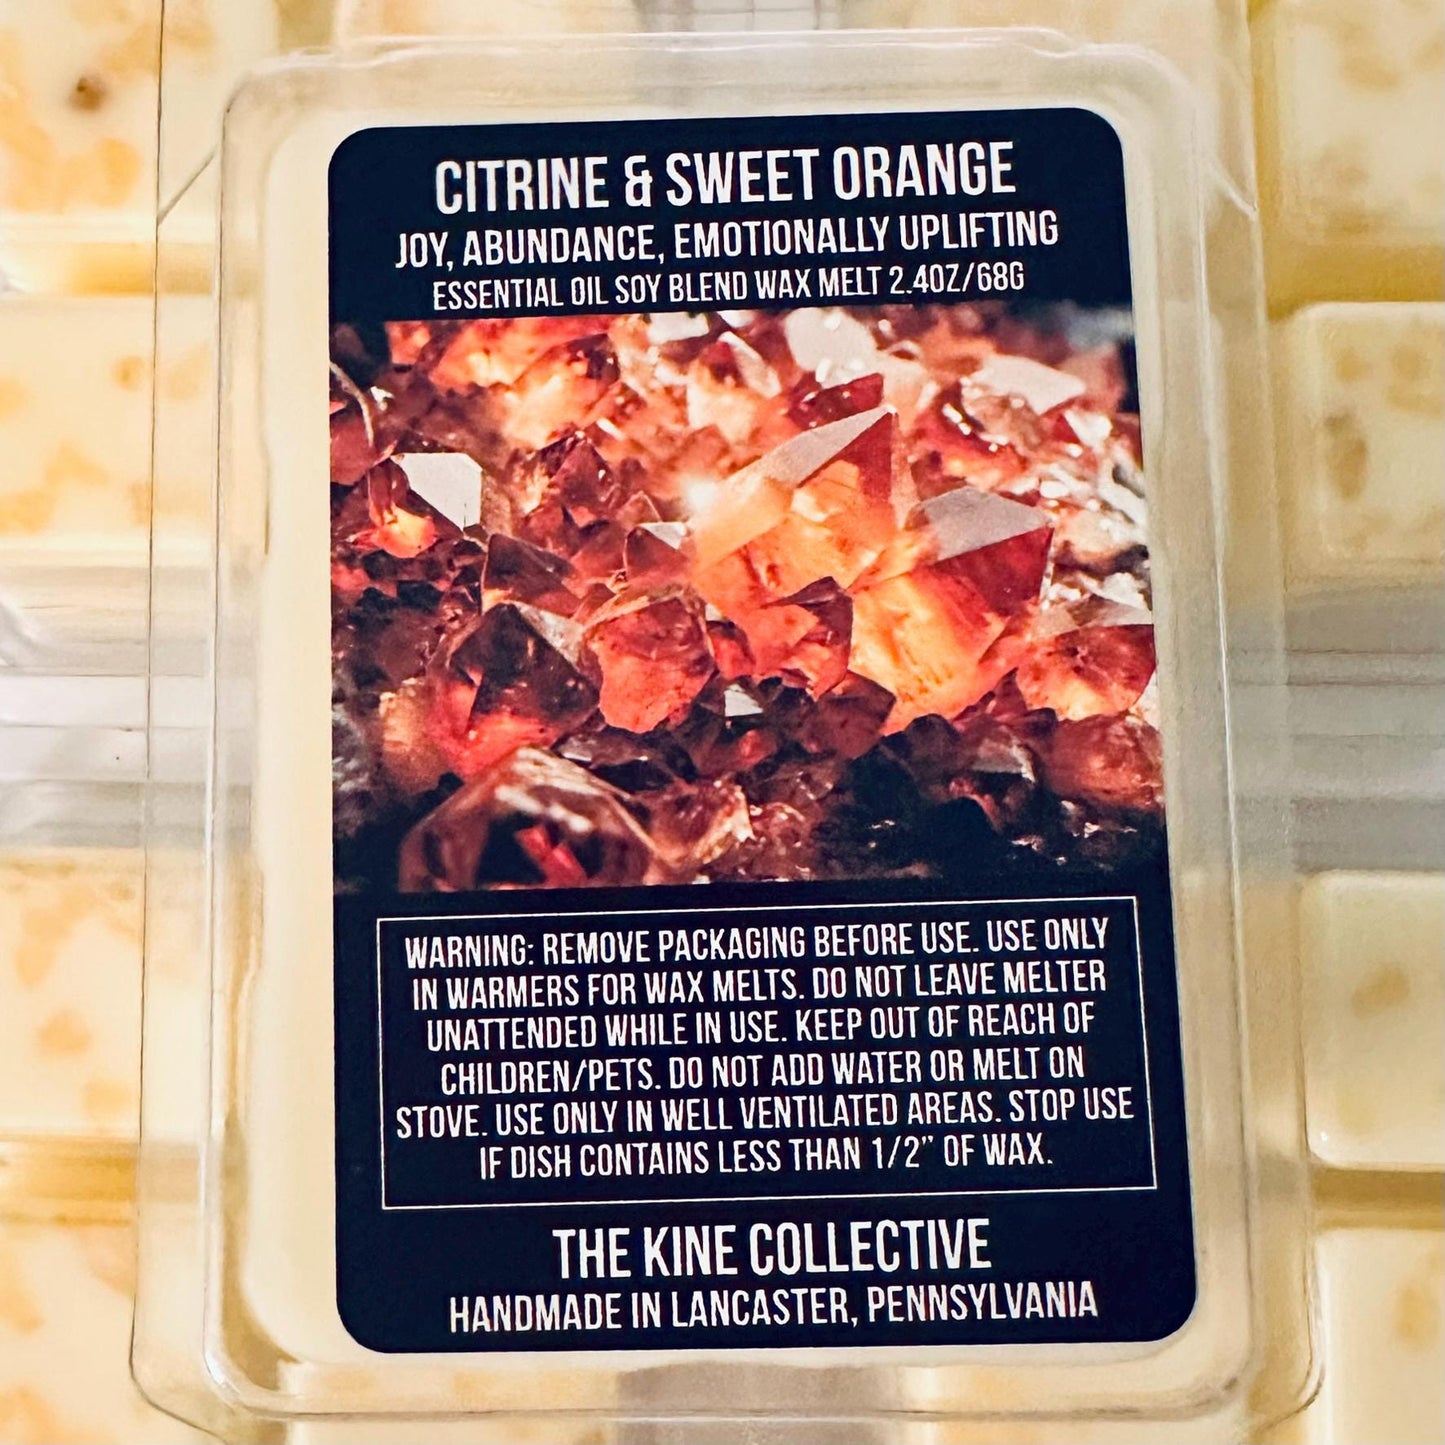 CITRINE & SWEET ORANGE
JOY, ABUNDANCE, EMOTIONALLY UPLIFTING
ESSENTIAL OIL SOY BLEND WAX MELT 2.4OZ/68G
WARNING: REMOVE PACKAGING BEFORE USE. USE ONLY
IN WARMERS FOR WAX MELTS. DO NOT LEAVE MELTER
UNATTENDED WHILE IN USE. KEEP OUT OF REACH OF
CHILDREN/PETS. DO NOT ADD WATER OR MELT ON
STOVE. USE ONLY IN WELL VENTILATED AREAS. STOP USE
IF DISH CONTAINS LESS THAN 1/2” OF WAX.
THE KINE COLLECTIVE
HANDMADE IN LANCASTER, PENNSYLVANIA